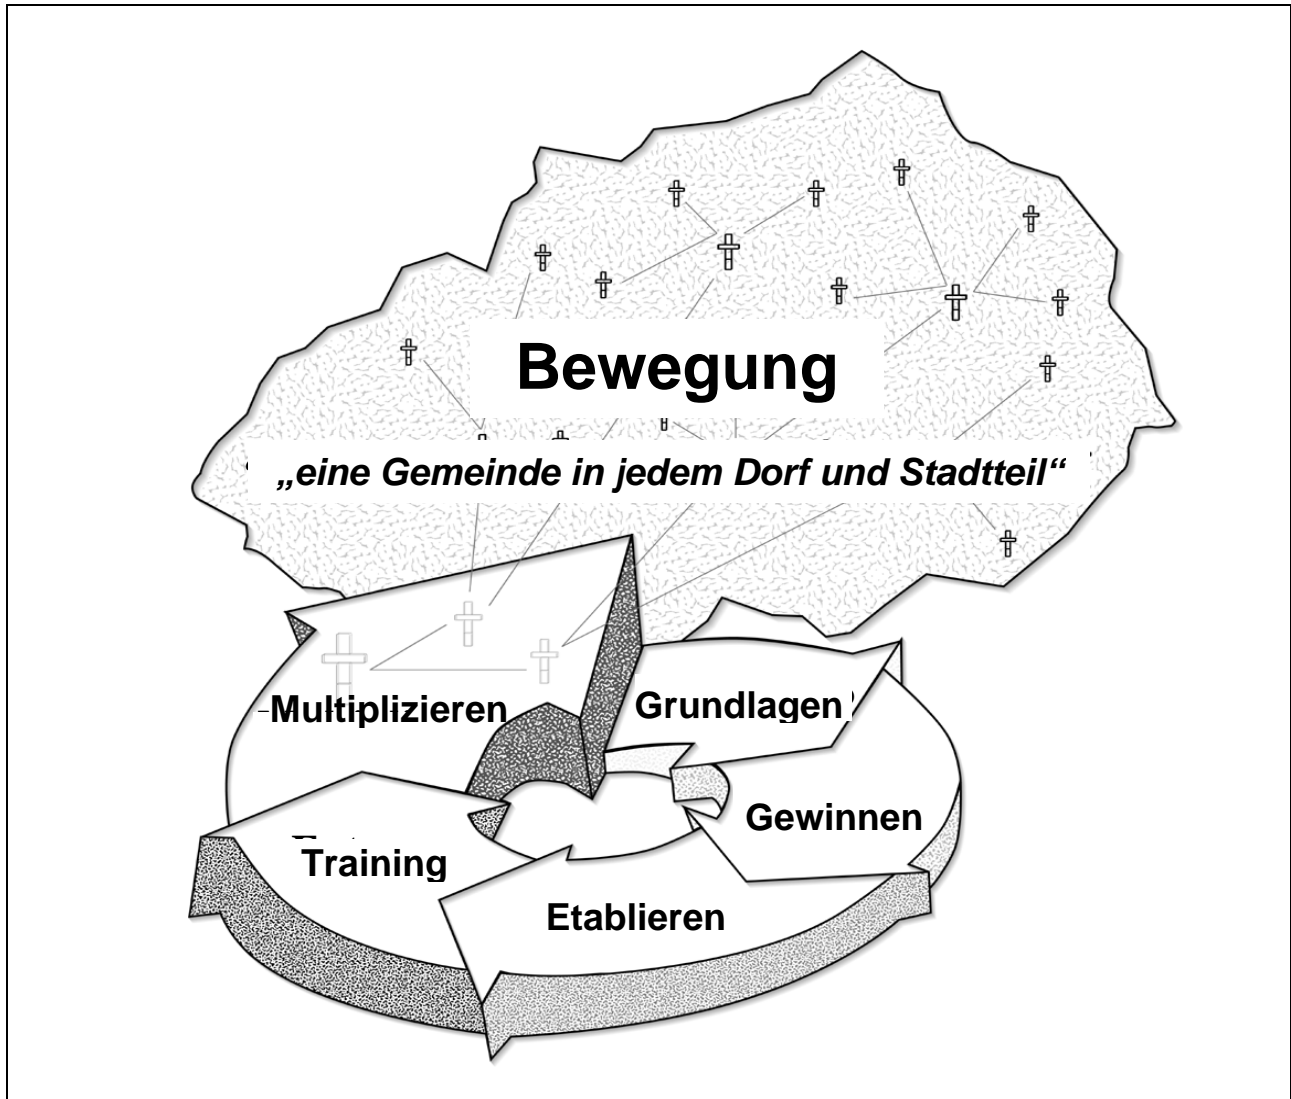 Bewegung
„eine Gemeinde in jedem Dorf und Stadtteil“
Multiplizieren
Grundlagen
Gewinnen
Training
Etablieren